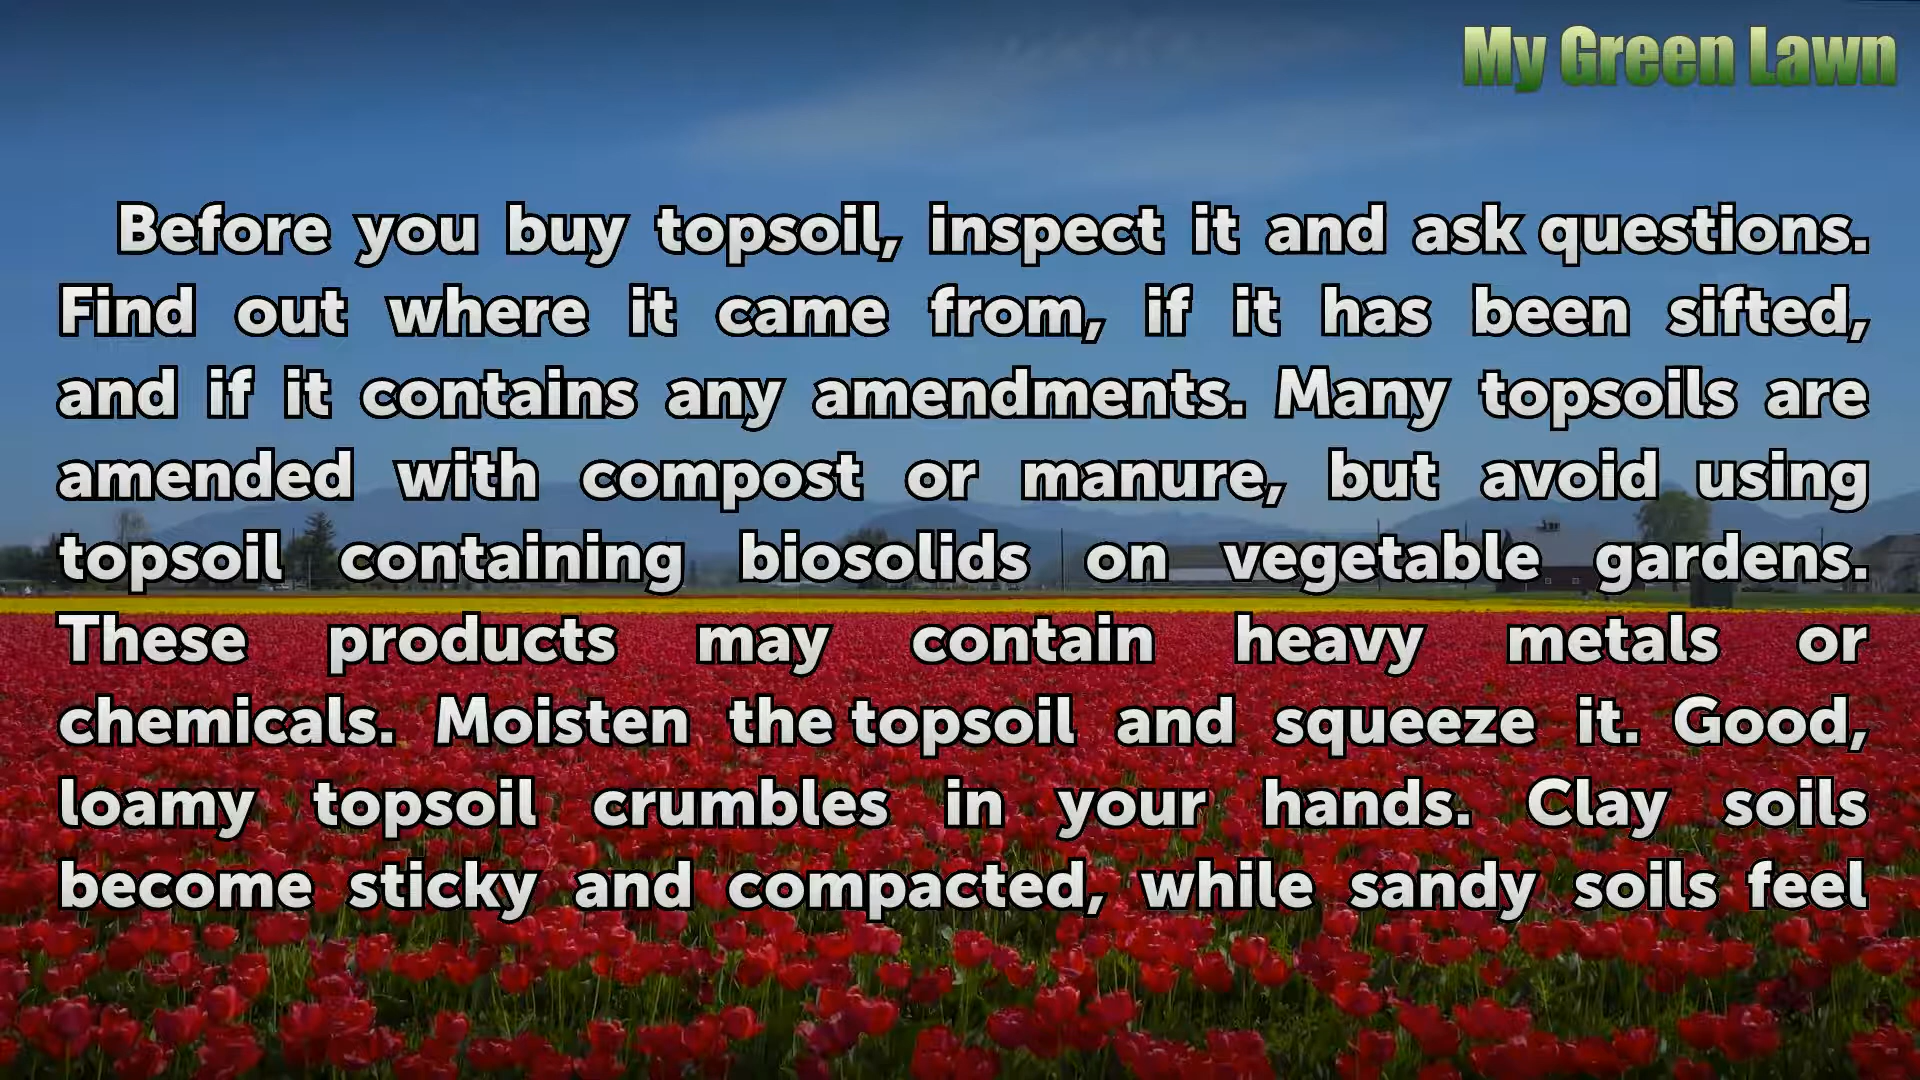 My Green Lawn
Before you buy topsoil, inspect it and ask questions.
Find out where it came from, if it has been sifted,
and if it contains any amendments. Many topsoils are
amended with compost or manure, but avoid using
topsoil containing biosolids on vegetable gardens.
These products may contain heavy metals or
chemicals. Moisten the topsoil and squeeze it. Good,
loamy topsoil crumbles in your hands. Clay soils
become sticky and compacted, while sandy soils feel